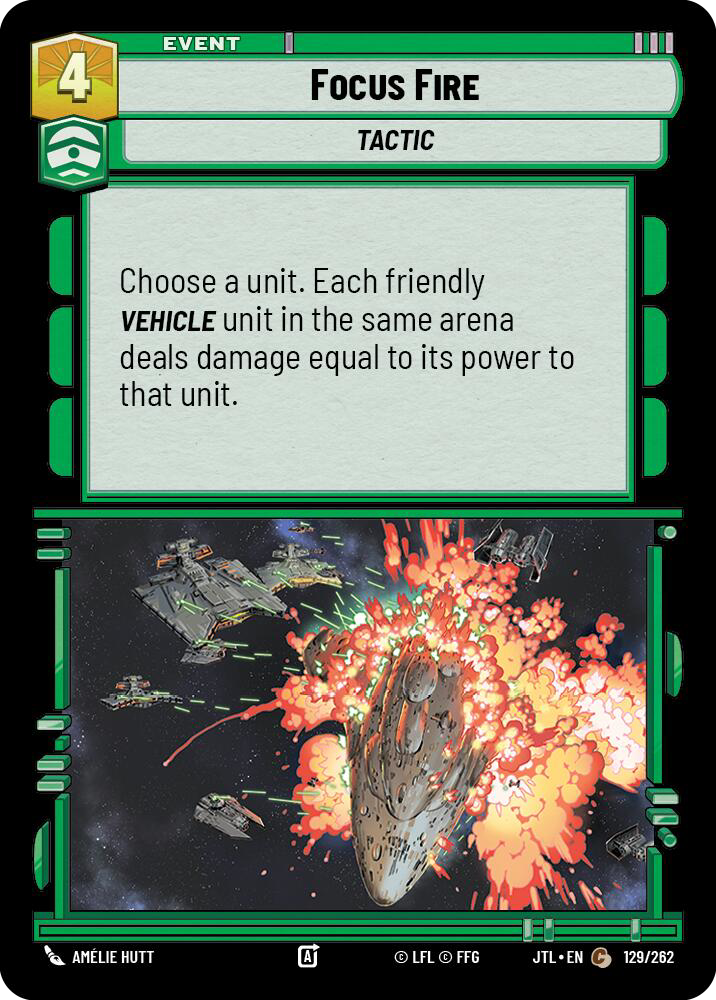 EVENT
4
FOCUS FIRE
TACTIC
Choose a unit. Each friendly
VEHICLE unit in the same arena
deals damage equal to its power to
that unit.
AMÉLIE HUTT
A
© LFL © FFG
JTL • EN
C
129/262